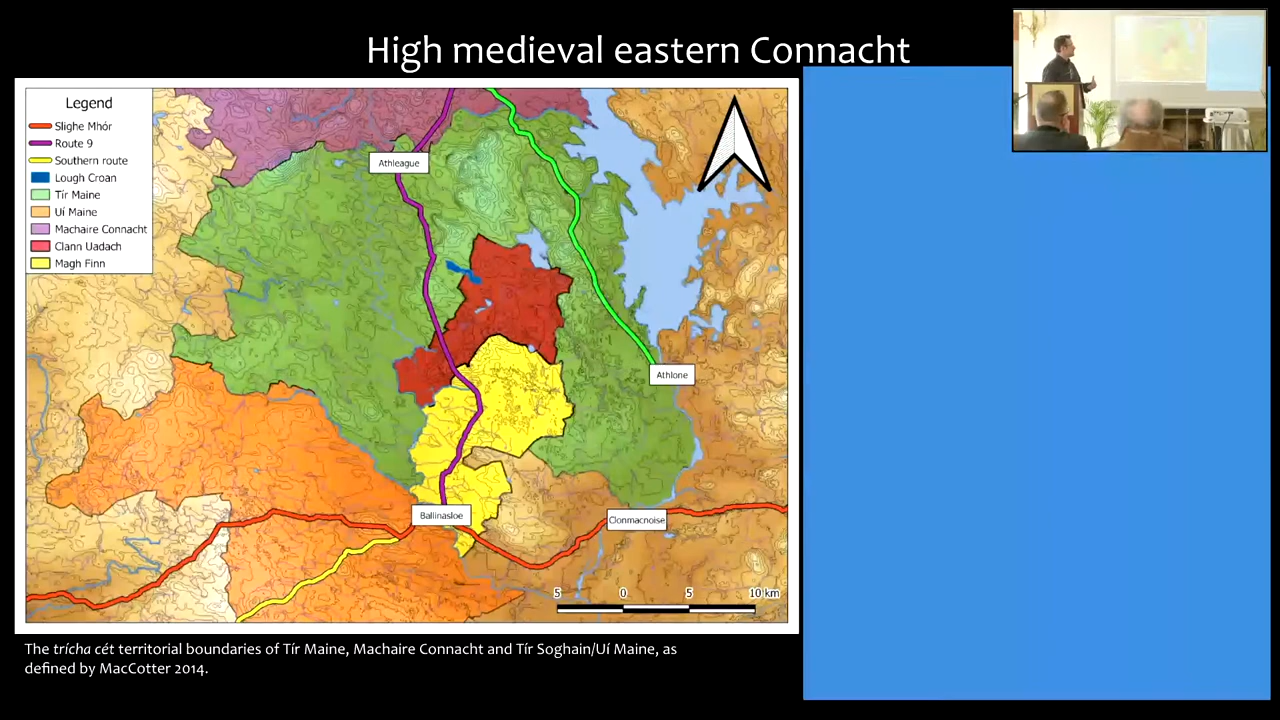 High medieval eastern Connacht
Legend
Slighe Mhór
Route 9
Southern route
Lough Croan
Tír Maine
Uí Maine
Machaire Connacht
Clann Uadach
Magh Finn
Athleague
Athlone
Ballinasloe
Clonmacnoise
5 0 5 10 km
The trícha cét territorial boundaries of Tír Maine, Machaire Connacht and Tír Soghain/Uí Maine, as
defined by MacCotter 2014.